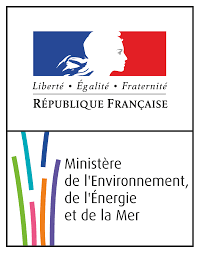 Liberté • Égalité • Fraternité
RÉPUBLIQUE FRANÇAISE
Ministère
de l'Environnement,
de l'Énergie
et de la Mer